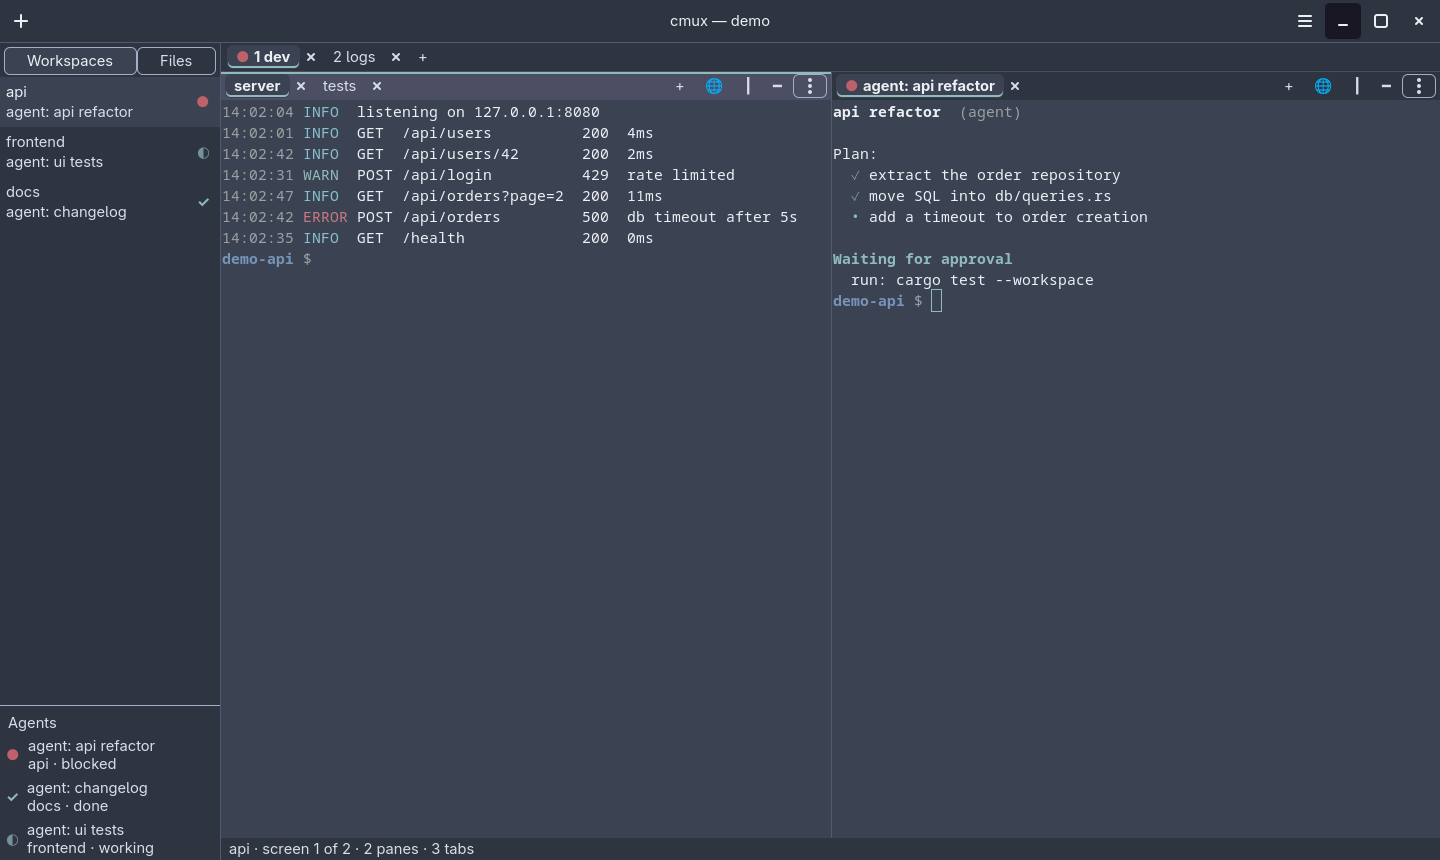 cmux — demo
Workspaces
Files
api
agent: api refactor
frontend
agent: ui tests
docs
agent: changelog
1 dev
2 logs
+
server
tests
+
14:02:04 INFO  listening on 127.0.0.1:8080
14:02:01 INFO  GET  /api/users          200  4ms
14:02:42 INFO  GET  /api/users/42       200  2ms
14:02:31 WARN  POST /api/login          429  rate limited
14:02:47 INFO  GET  /api/orders?page=2  200  11ms
14:02:42 ERROR POST /api/orders         500  db timeout after 5s
14:02:35 INFO  GET  /health             200  0ms
demo-api $
agent: api refactor
+
api refactor  (agent)
Plan:
✓ extract the order repository
✓ move SQL into db/queries.rs
• add a timeout to order creation
Waiting for approval
run: cargo test --workspace
demo-api $
Agents
agent: api refactor
api · blocked
agent: changelog
docs · done
agent: ui tests
frontend · working
api · screen 1 of 2 · 2 panes · 3 tabs